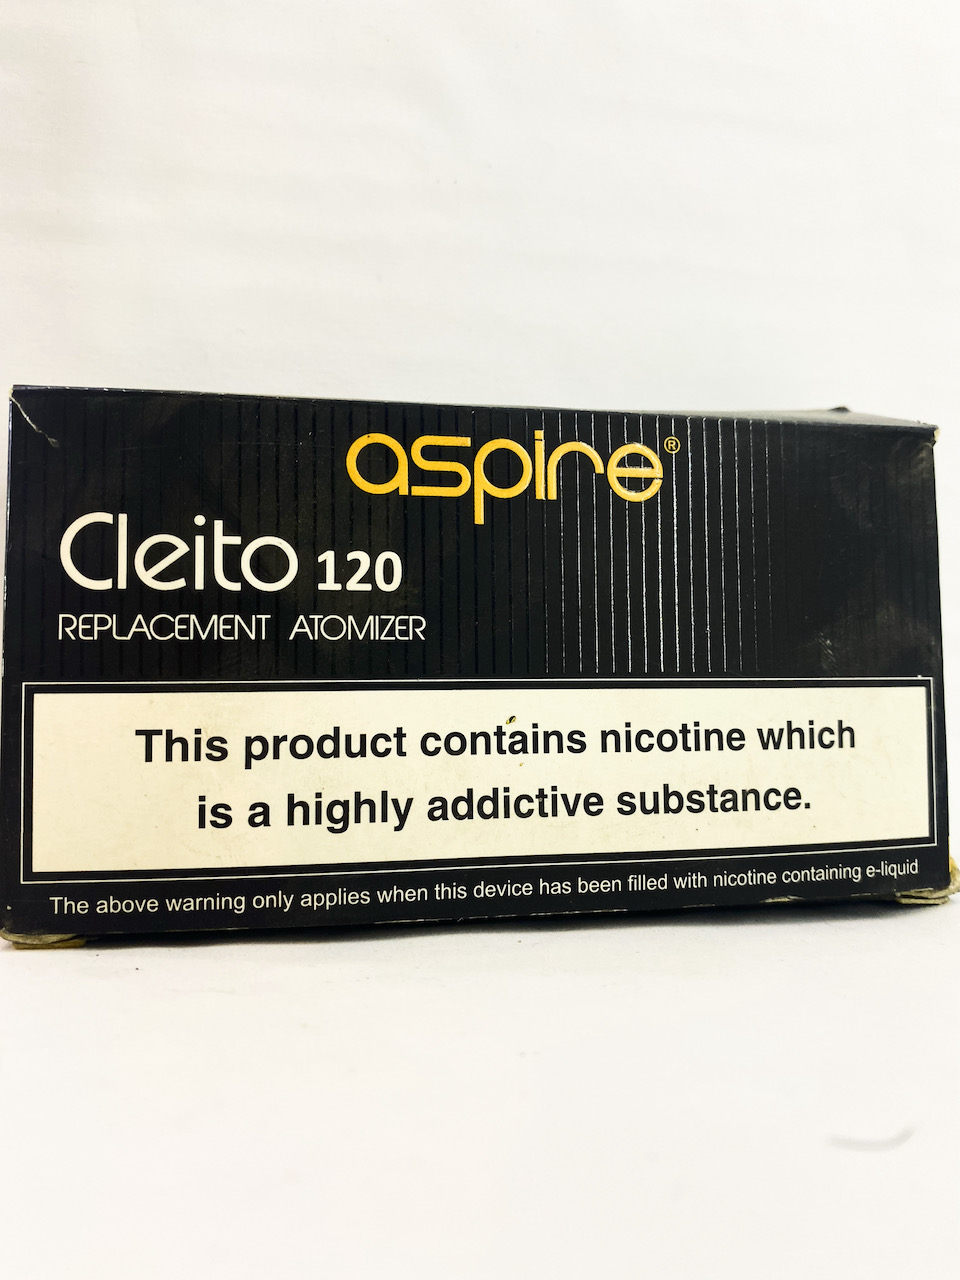 aspire®
Cleito 120
REPLACEMENT ATOMIZER
This product contains nicotine which
is a highly addictive substance.
The above warning only applies when this device has been filled with nicotine containing e-liquid